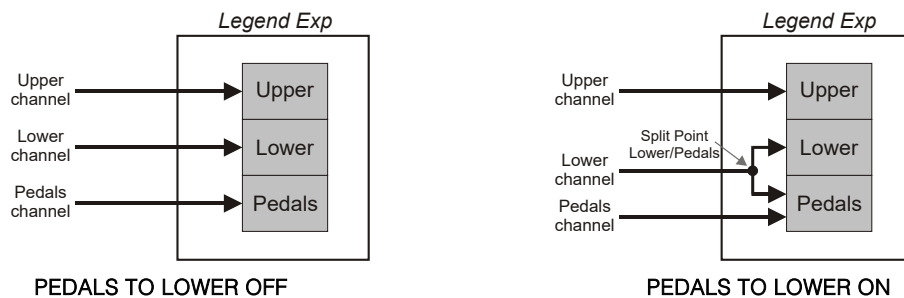 Legend Exp
Upper
channel
Upper
Lower
channel
Lower
Pedals
channel
Pedals
PEDALS TO LOWER OFF
Legend Exp
Upper
channel
Upper
Split Point
Lower/Pedals
Lower
Lower
channel
Pedals
channel
Pedals
PEDALS TO LOWER ON